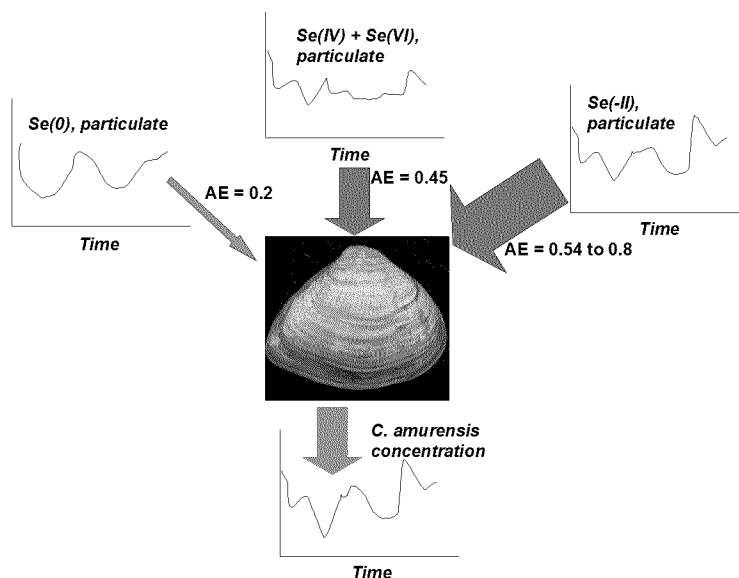 Se(IV) + Se(VI),
particulate
Time
Se(0), particulate
Time
Se(-II),
particulate
Time
AE = 0.2
AE = 0.45
AE = 0.54 to 0.8
C. amurensis
concentration
Time